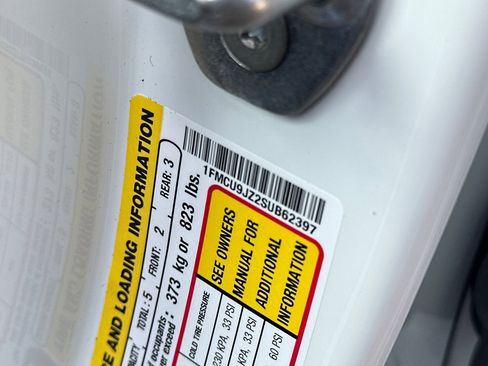 E AND LOADING INFORMATION
TOTAL: 5 FRONT: 2 REAR: 3
occupants
exceed: 373 kg or 823 lbs.
1FMCU9JZ2SUB62397
COLD TIRE PRESSURE
SEE OWNERS
MANUAL FOR
ADDITIONAL
INFORMATION
230 KPA, 33 PSI
KPA, 33 PSI
60 PSI